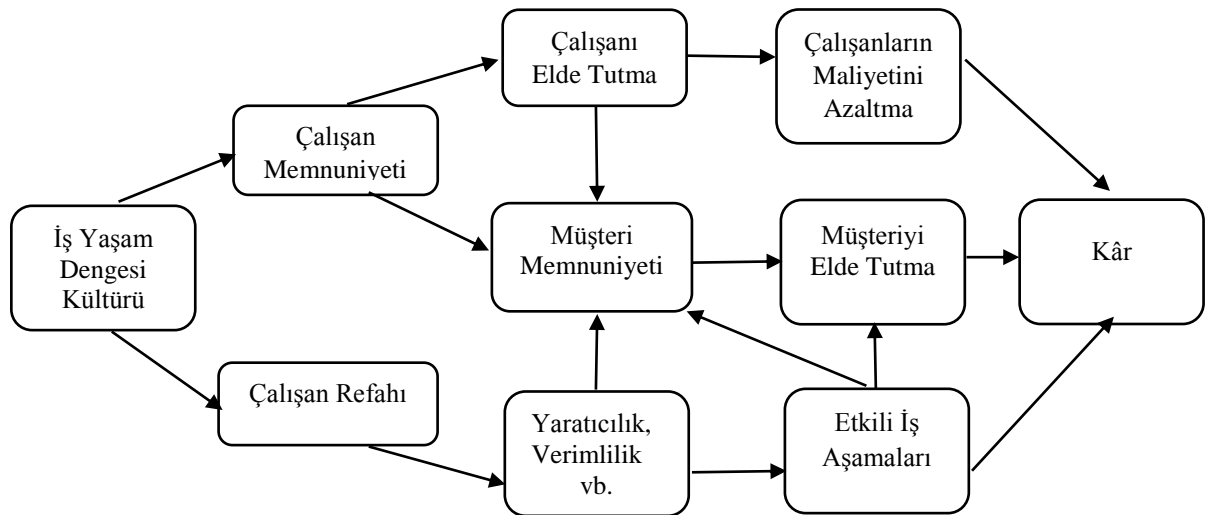 Çalışanı
Elde Tutma
Çalışanların
Maliyetini
Azaltma
Çalışan
Memnuniyeti
İş Yaşam
Dengesi
Kültürü
Müşteri
Memnuniyeti
Müşteriyi
Elde Tutma
Kâr
Çalışan Refahı
Yaratıcılık,
Verimlilik
vb.
Etkili İş
Aşamaları